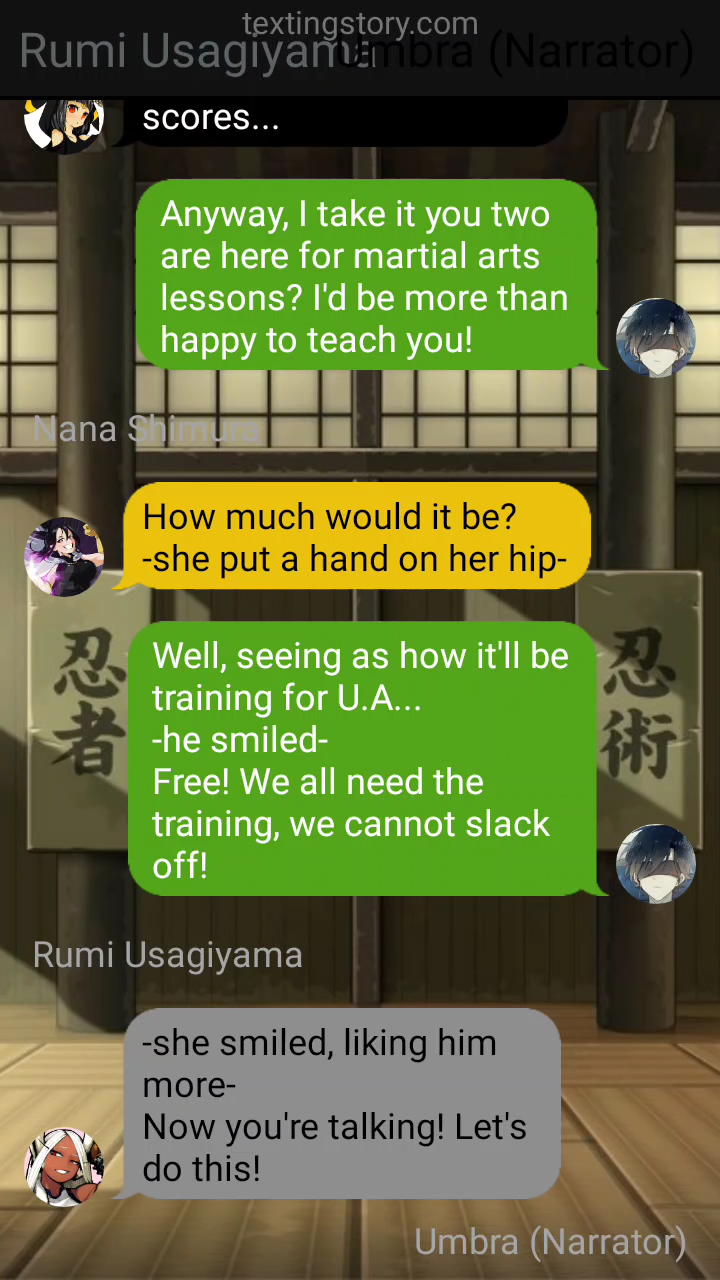 textingstory.com
Rumi Usagiyama
Umbra (Narrator)
scores...
Anyway, I take it you two
are here for martial arts
lessons? I'd be more than
happy to teach you!
Nana Shimura
How much would it be?
-she put a hand on her hip-
忍者
忍術
Well, seeing as how it'll be
training for U.A...
-he smiled-
Free! We all need the
training, we cannot slack
off!
Rumi Usagiyama
-she smiled, liking him
more-
Now you're talking! Let's
do this!
Umbra (Narrator)